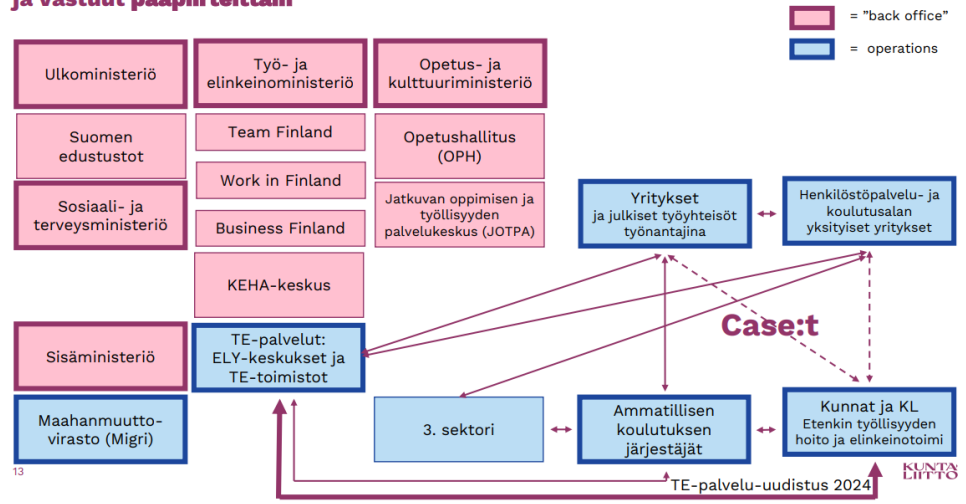 ja vastuut pääpiirteittäin
= ”back office”
= operations
Ulkoministeriö
Työ- ja
elinkeinoministeriö
Opetus- ja
kulttuuriministeriö
Suomen
edustustot
Team Finland
Opetushallitus
(OPH)
Work in Finland
Sosiaali- ja
terveysministeriö
Business Finland
Jatkuvan oppimisen ja
työllisyyden
palvelukeskus (JOTPA)
Yritykset
ja julkiset työyhteisöt
työnantajina
Henkilöstöpalvelu- ja
koulutusalan
yksityiset yritykset
KEHA-keskus
Case:t
Sisäministeriö
TE-palvelut:
ELY-keskukset ja
TE-toimistot
Maahanmuutto-
virasto (Migri)
3. sektori
Ammatillisen
koulutuksen
järjestäjät
Kunnat ja KL
Etenkin työllisyyden
hoito ja elinkeinotoimi
13
TE-palvelu-uudistus 2024
KUNTA
LIITTO